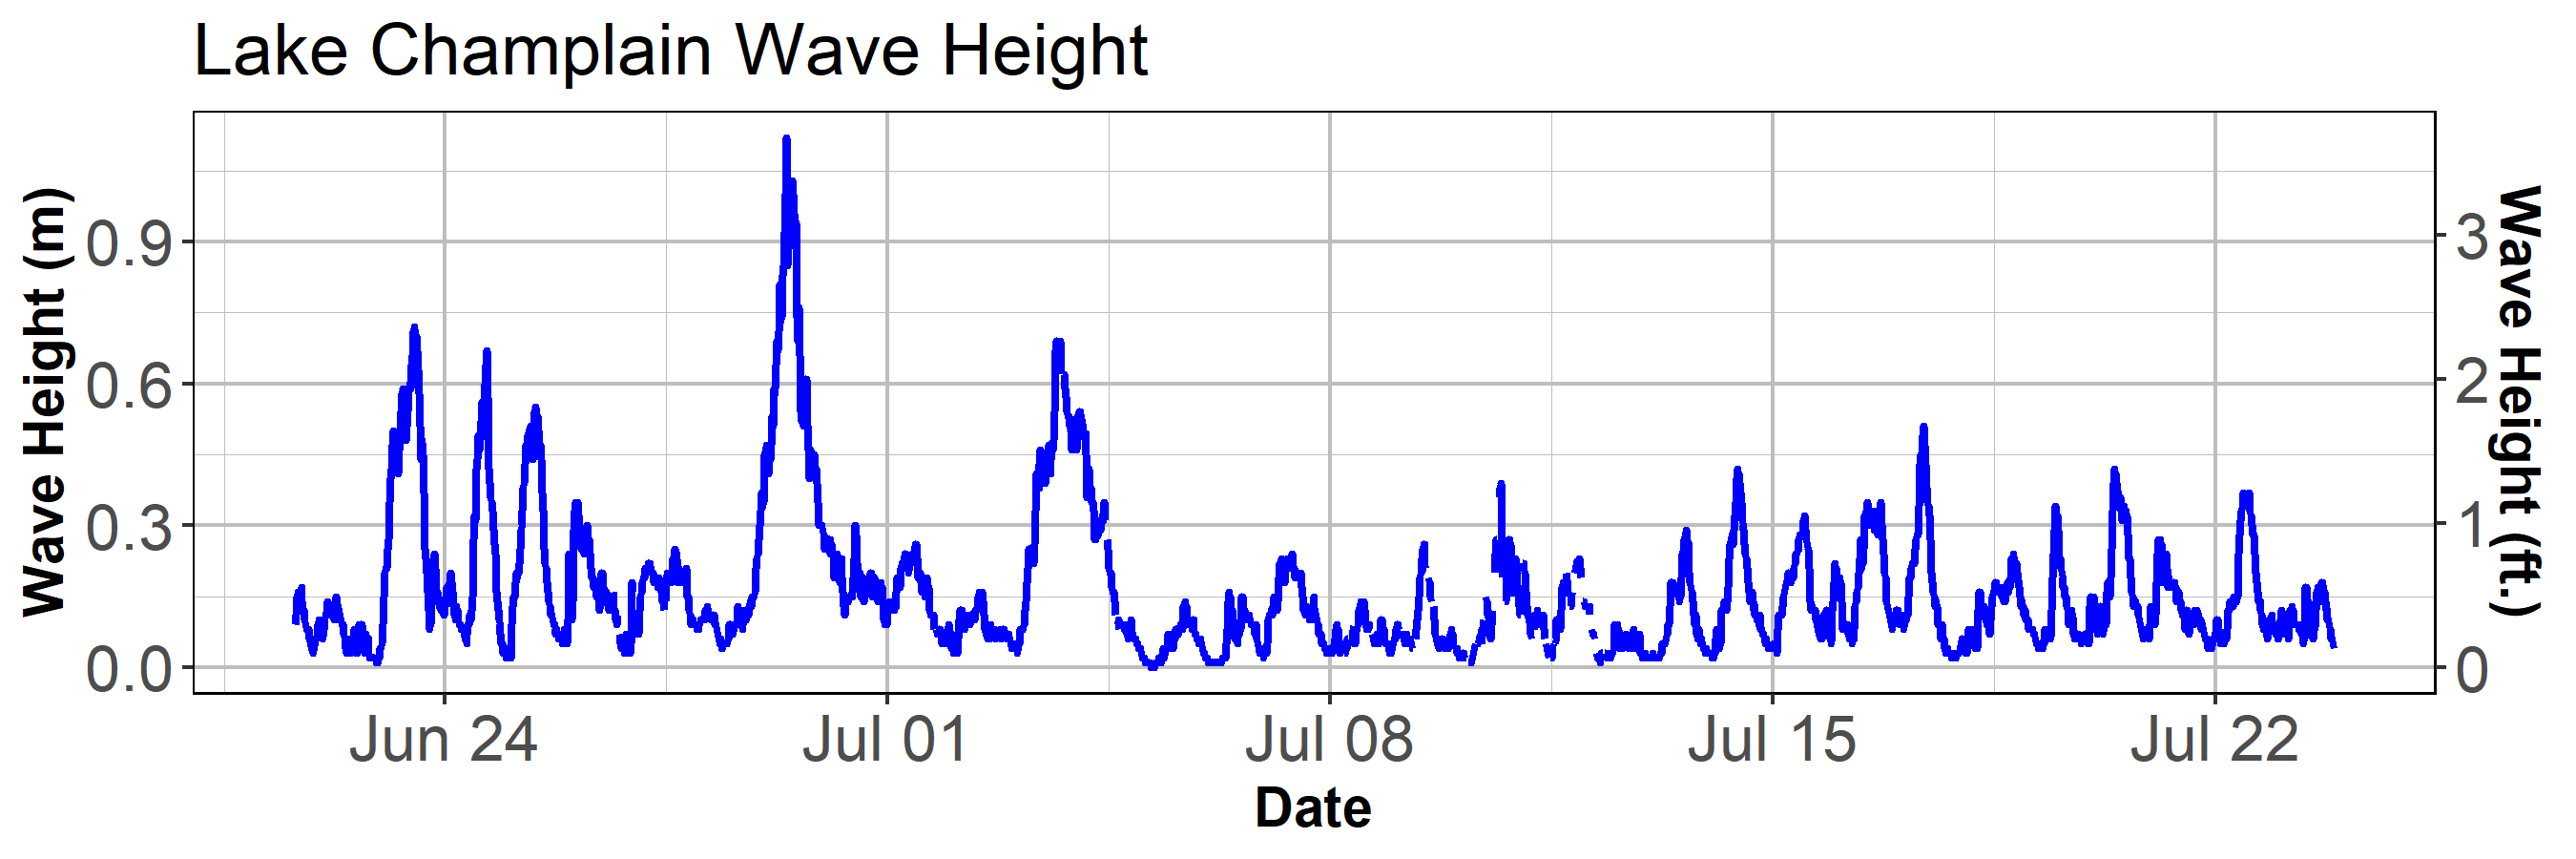 Lake Champlain Wave Height
Wave Height (m)
0.9
0.6
0.3
0.0
3
2
1
0
Wave Height (ft.)
Jun 24
Jul 01
Jul 08
Jul 15
Jul 22
Date